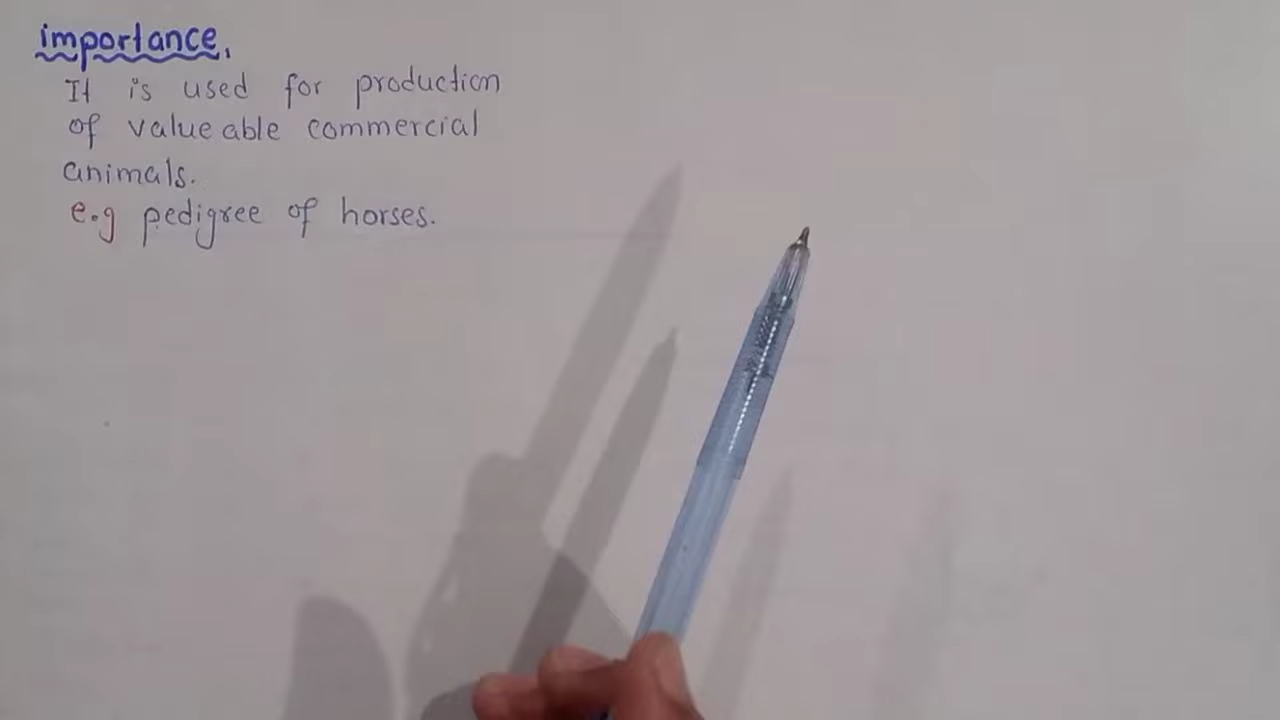 importance,
It is used for production
of valueable commercial
animals.
e.g pedigree of horses.